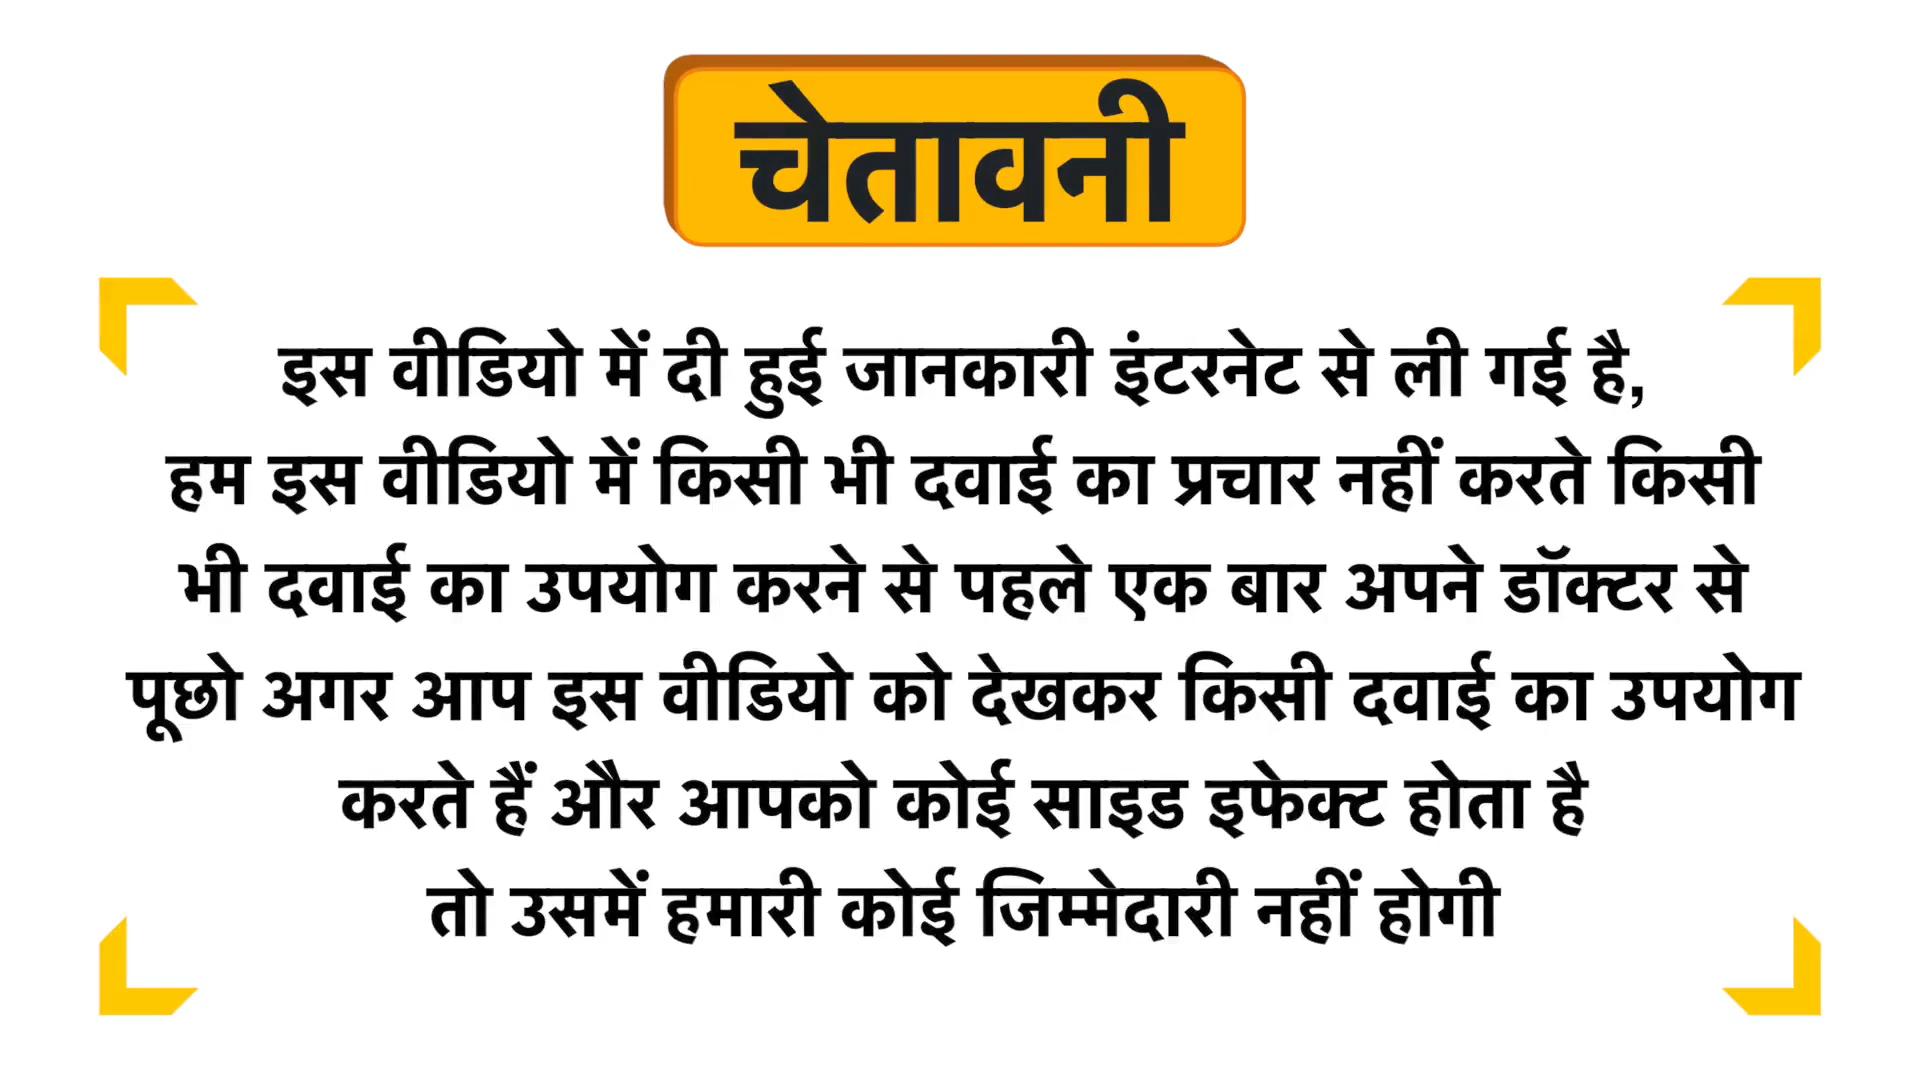 चेतावनी
इस वीडियो में दी हुई जानकारी इंटरनेट से ली गई है,
हम इस वीडियो में किसी भी दवाई का प्रचार नहीं करते किसी
भी दवाई का उपयोग करने से पहले एक बार अपने डॉक्टर से
पूछो अगर आप इस वीडियो को देखकर किसी दवाई का उपयोग
करते हैं और आपको कोई साइड इफेक्ट होता है
तो उसमें हमारी कोई जिम्मेदारी नहीं होगी